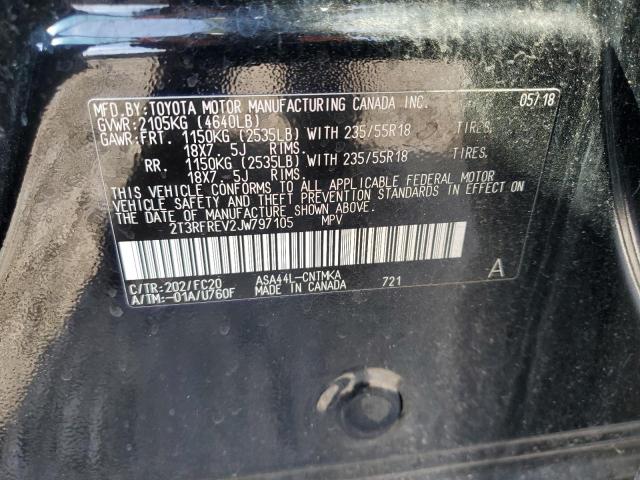 MFD.BY:TOYOTA MOTOR MANUFACTURING CANADA INC. 05/18
GVWR:2105KG (4640LB)
GAWR:FRT. 1150KG (2535LB) WITH 235/55R18 TIRES.
18X7. 5J RIMS.
RR. 1150KG (2535LB) WITH 235/55R18 TIRES.
18X7. 5J RIMS.
THIS VEHICLE CONFORMS TO ALL APPLICABLE FEDERAL MOTOR
VEHICLE SAFETY AND THEFT PREVENTION STANDARDS IN EFFECT ON
THE DATE OF MANUFACTURE SHOWN ABOVE.
2T3RFREV2JW797105 MPV
C/TR:202/FC20 ASA44L-CNTMKA 721 A
A/TM:-01A/U760F MADE IN CANADA